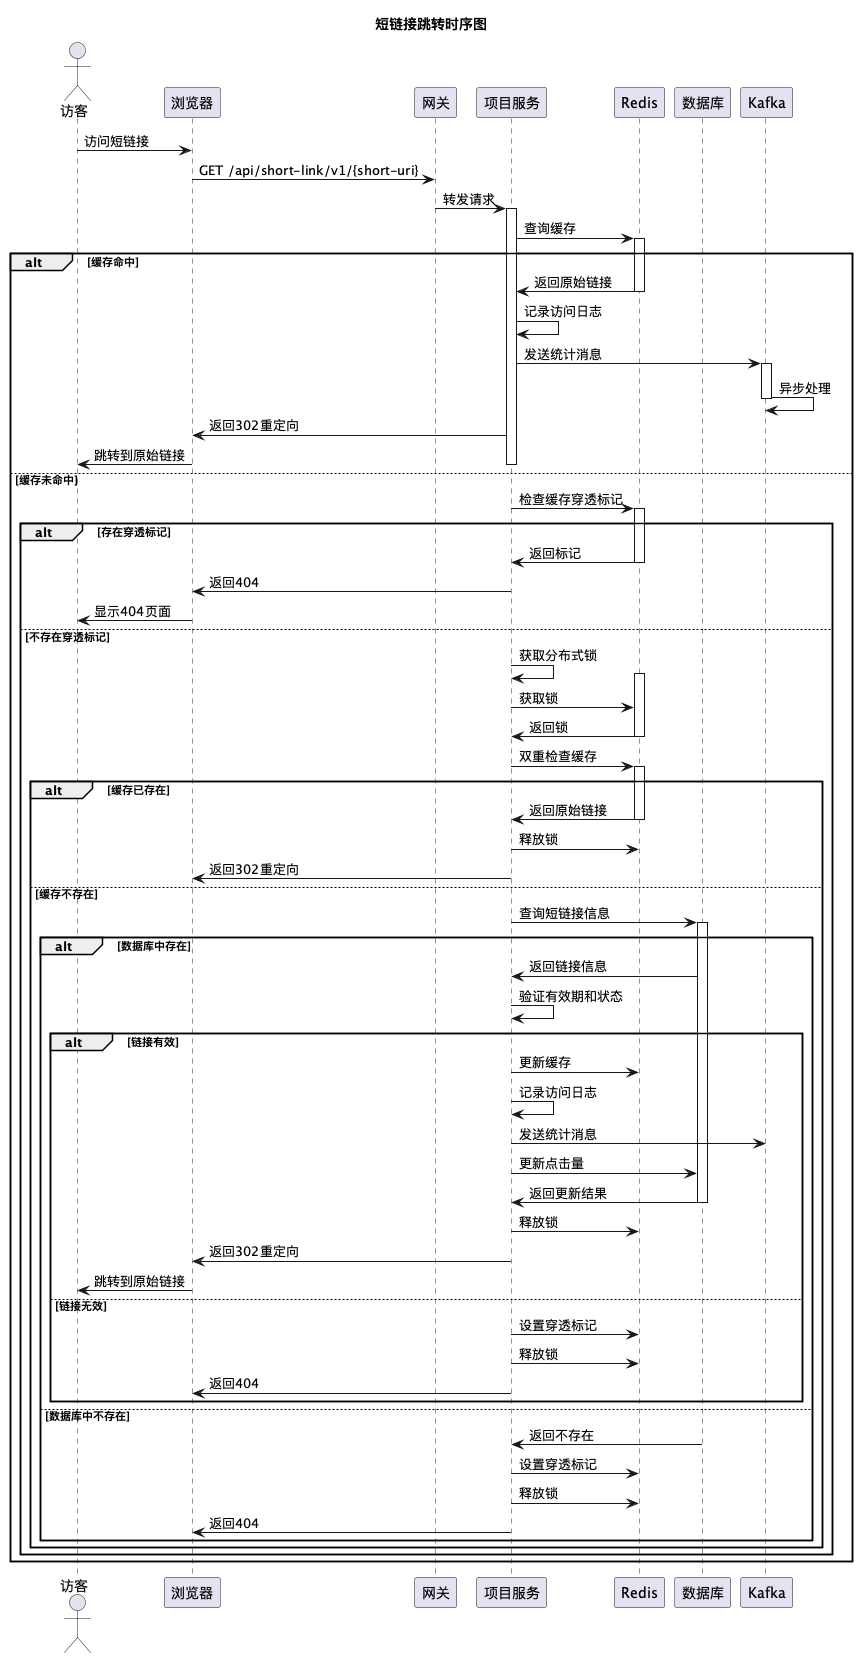 短链接跳转时序图
访客
浏览器
网关
项目服务
Redis
数据库
Kafka
访问短链接
GET /api/short-link/v1/{short-uri}
转发请求
查询缓存
alt
[缓存命中]
返回原始链接
记录访问日志
发送统计消息
异步处理
返回302重定向
跳转到原始链接
[缓存未命中]
检查缓存穿透标记
alt
[存在穿透标记]
返回标记
返回404
显示404页面
[不存在穿透标记]
获取分布式锁
获取锁
返回锁
双重检查缓存
alt
[缓存已存在]
返回原始链接
释放锁
返回302重定向
[缓存不存在]
查询短链接信息
alt
[数据库中存在]
返回链接信息
验证有效期和状态
alt
[链接有效]
更新缓存
记录访问日志
发送统计消息
更新点击量
返回更新结果
释放锁
返回302重定向
跳转到原始链接
[链接无效]
设置穿透标记
释放锁
返回404
[数据库中不存在]
返回不存在
设置穿透标记
释放锁
返回404
访客
浏览器
网关
项目服务
Redis
数据库
Kafka